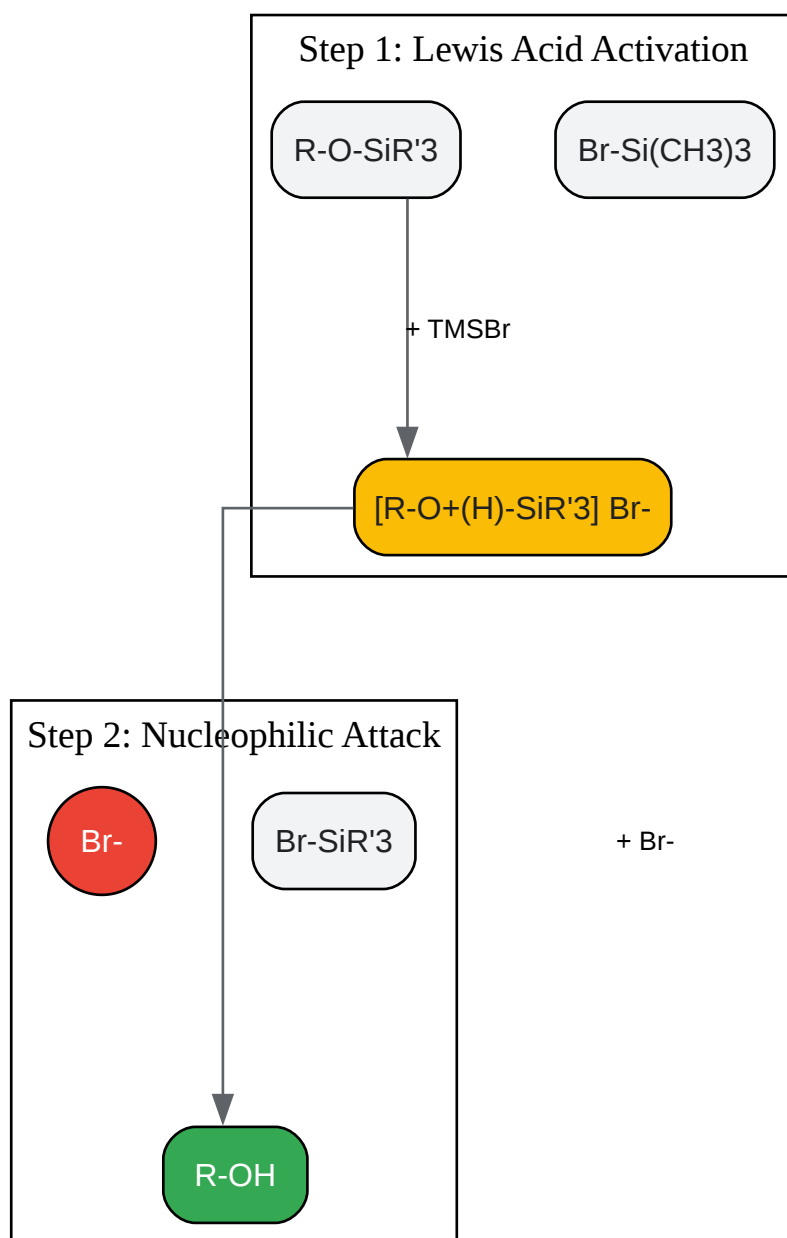 Step 1: Lewis Acid Activation
R-O-SiR'3
Br-Si(CH3)3
+ TMSBr
[R-O+(H)-SiR'3] Br-
Step 2: Nucleophilic Attack
Br-
Br-SiR'3
+ Br-
R-OH